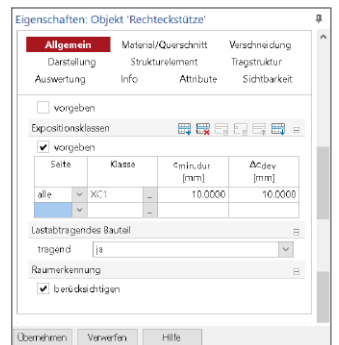 Eigenschaften: Objekt 'Rechteckstütze'
Allgemein Material/Querschnitt Verschneidung
Darstellung Strukturelement Tragstruktur
Auswertung Info Attribute Sichtbarkeit
vorgeben
Expositionsklassen
vorgeben
Seite Klasse cmin,dur Δcdev
[mm] [mm]
alle XC1 ... 10.0000 10.0000
...
Lastabtragendes Bauteil
tragend ja
Raumerkennung
berücksichtigen
Übernehmen Verwerfen Hilfe